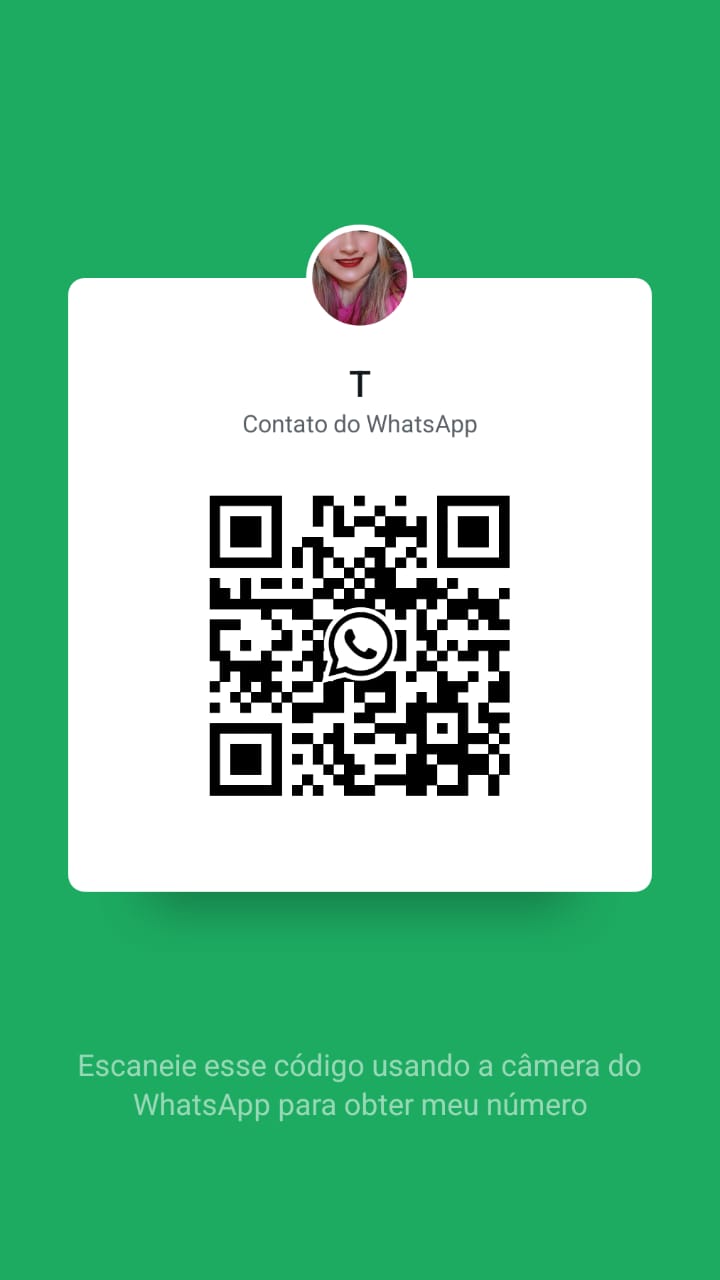 T
Contato do WhatsApp
Escaneie esse código usando a câmera do
WhatsApp para obter meu número